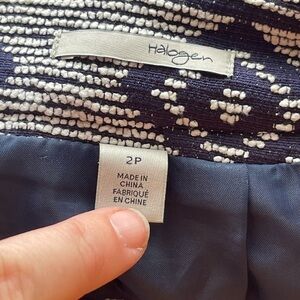 Halogen
2P
MADE IN
CHINA
FABRIQUÉ
EN CHINE